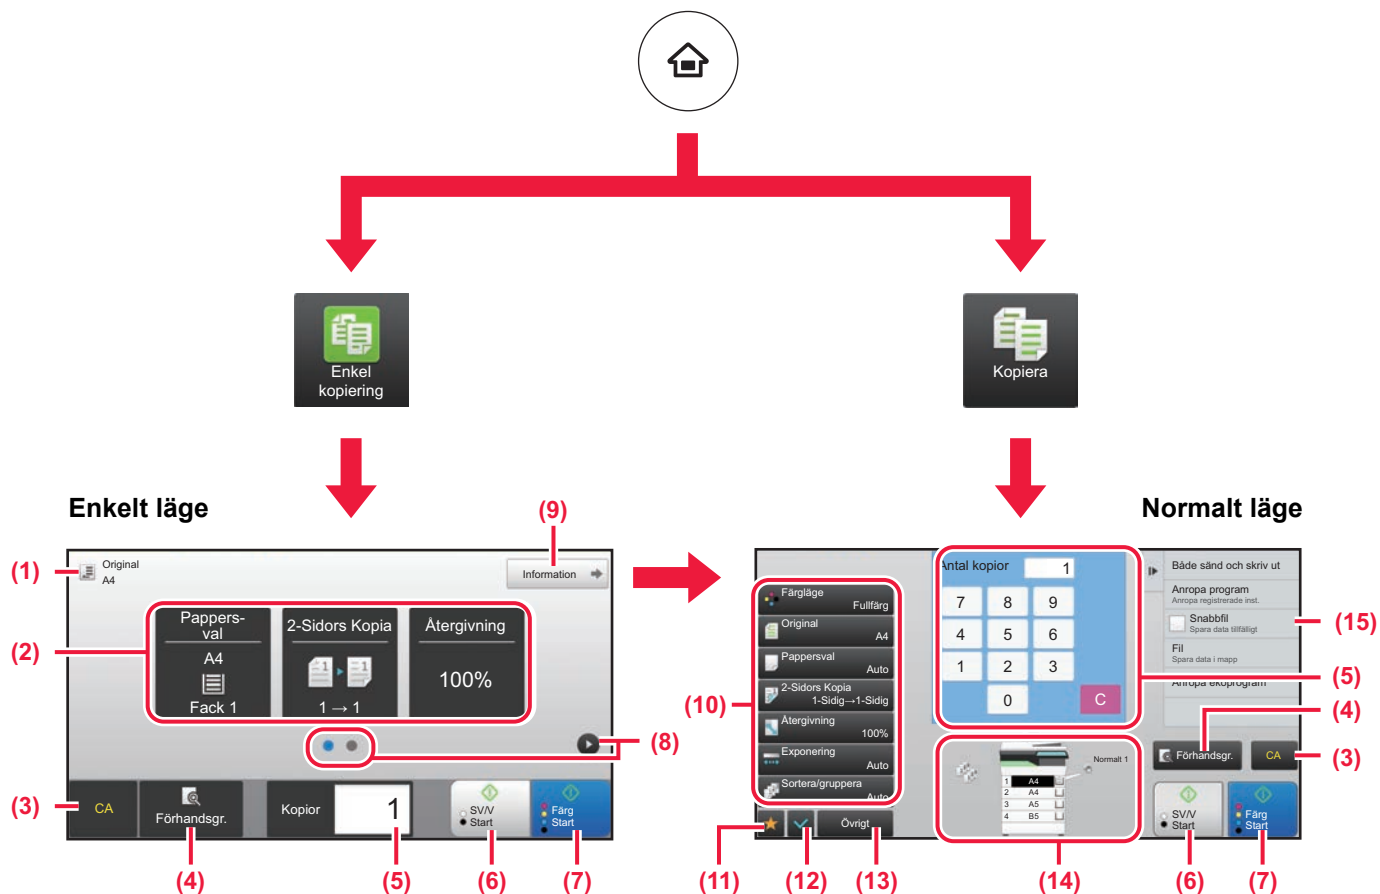 Enkel
kopiering
Kopiera
Enkelt läge
(9)
Normalt läge
(1)
Original
A4
Information
(2)
Pappers-
val
A4
Fack 1
2-Sidors Kopia
1
1
1 → 1
Återgivning
100%
(8)
(3)
CA
Förhandsgr.
Kopior
1
SV/V
Start
Färg
Start
(4)
(5)
(6)
(7)
(10)
Färgläge
Fullfärg
Original
A4
Pappersval
Auto
2-Sidors Kopia
1-Sidig→1-Sidig
Återgivning
100%
Exponering
Auto
Sortera/gruppera
Auto
Övrigt
(11)
(12)
(13)
Antal kopior
1
7
8
9
4
5
6
1
2
3
0
C
Normalt 1
1 A4
2 A4
3 A5
4 B5
(14)
Både sänd och skriv ut
Anropa program
Anropa registrerade inst.
Snabbfil
Spara data tillfälligt
Fil
Spara data i mapp
Anropa ekoprogram
(15)
(5)
(4)
Förhandsgr.
CA
(3)
SV/V
Start
Färg
Start
(6)
(7)